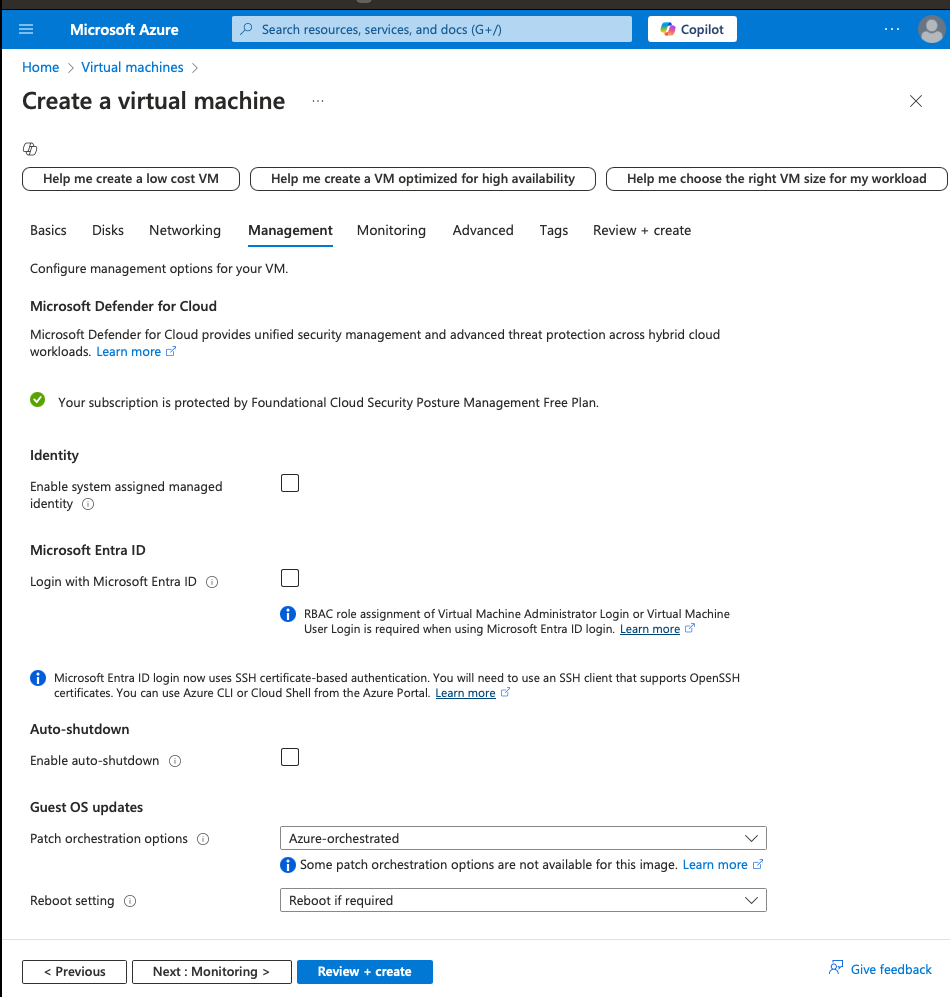 Microsoft Azure
Search resources, services, and docs (G+/)
Copilot
Home > Virtual machines >
Create a virtual machine
Help me create a low cost VM
Help me create a VM optimized for high availability
Help me choose the right VM size for my workload
Basics Disks Networking Management Monitoring Advanced Tags Review + create
Configure management options for your VM.
Microsoft Defender for Cloud
Microsoft Defender for Cloud provides unified security management and advanced threat protection across hybrid cloud
workloads. Learn more
Your subscription is protected by Foundational Cloud Security Posture Management Free Plan.
Identity
Enable system assigned managed
identity
Microsoft Entra ID
Login with Microsoft Entra ID
RBAC role assignment of Virtual Machine Administrator Login or Virtual Machine
User Login is required when using Microsoft Entra ID login. Learn more
Microsoft Entra ID login now uses SSH certificate-based authentication. You will need to use an SSH client that supports OpenSSH
certificates. You can use Azure CLI or Cloud Shell from the Azure Portal. Learn more
Auto-shutdown
Enable auto-shutdown
Guest OS updates
Patch orchestration options
Azure-orchestrated
Some patch orchestration options are not available for this image. Learn more
Reboot setting
Reboot if required
< Previous
Next : Monitoring >
Review + create
Give feedback